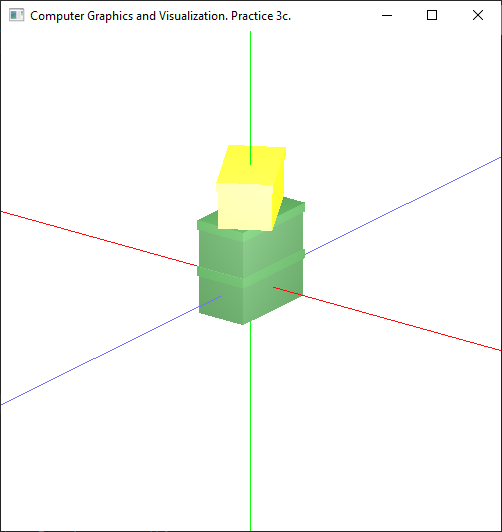 Computer Graphics and Visualization. Practice 3c.